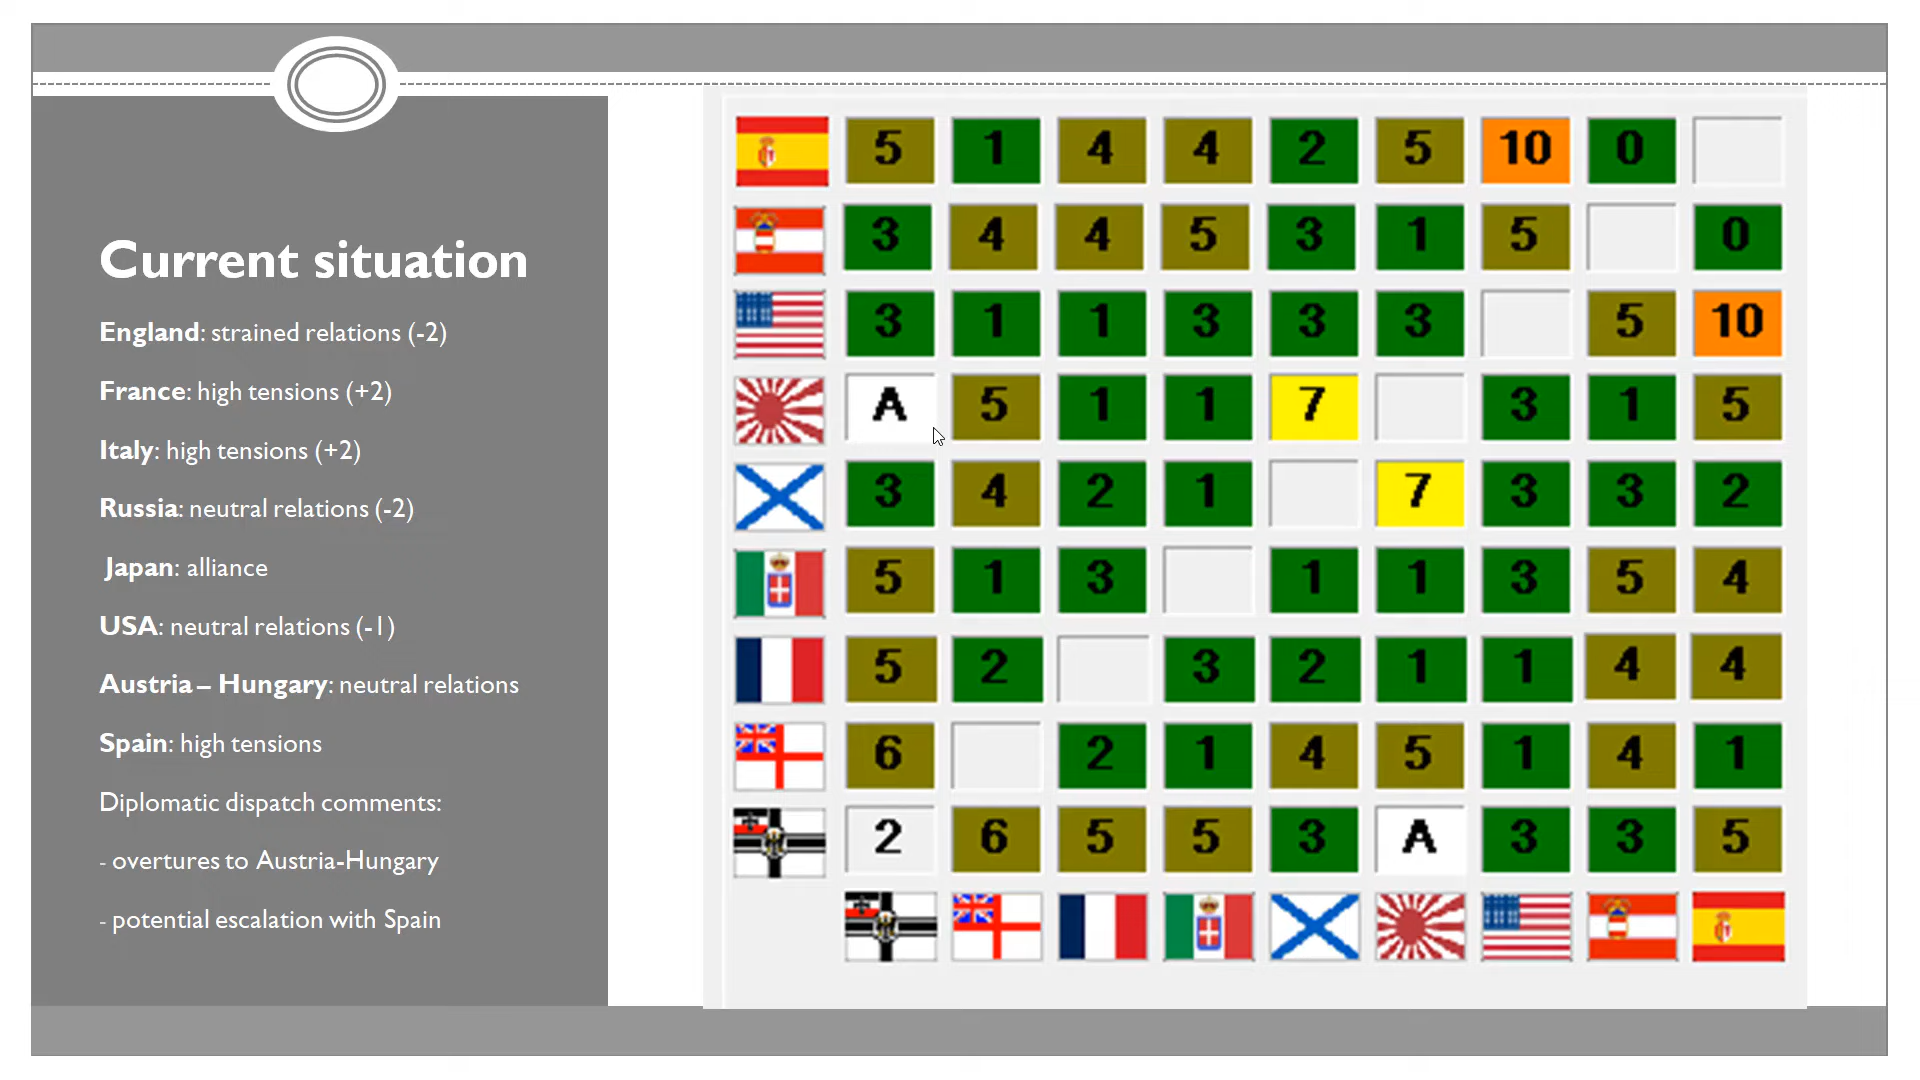 Current situation
England: strained relations (-2)
France: high tensions (+2)
Italy: high tensions (+2)
Russia: neutral relations (-2)
Japan: alliance
USA: neutral relations (-1)
Austria – Hungary: neutral relations
Spain: high tensions
Diplomatic dispatch comments:
- overtures to Austria-Hungary
- potential escalation with Spain
5 1 4 4 2 5 10 0
3 4 4 5 3 1 5 0
3 1 1 3 3 3 5 10
A 5 1 1 7 3 1 5
3 4 2 1 7 3 3 2
5 1 3 1 1 3 5 4
5 2 3 2 1 1 4 4
6 2 1 4 5 1 4 1
2 6 5 5 3 A 3 3 5